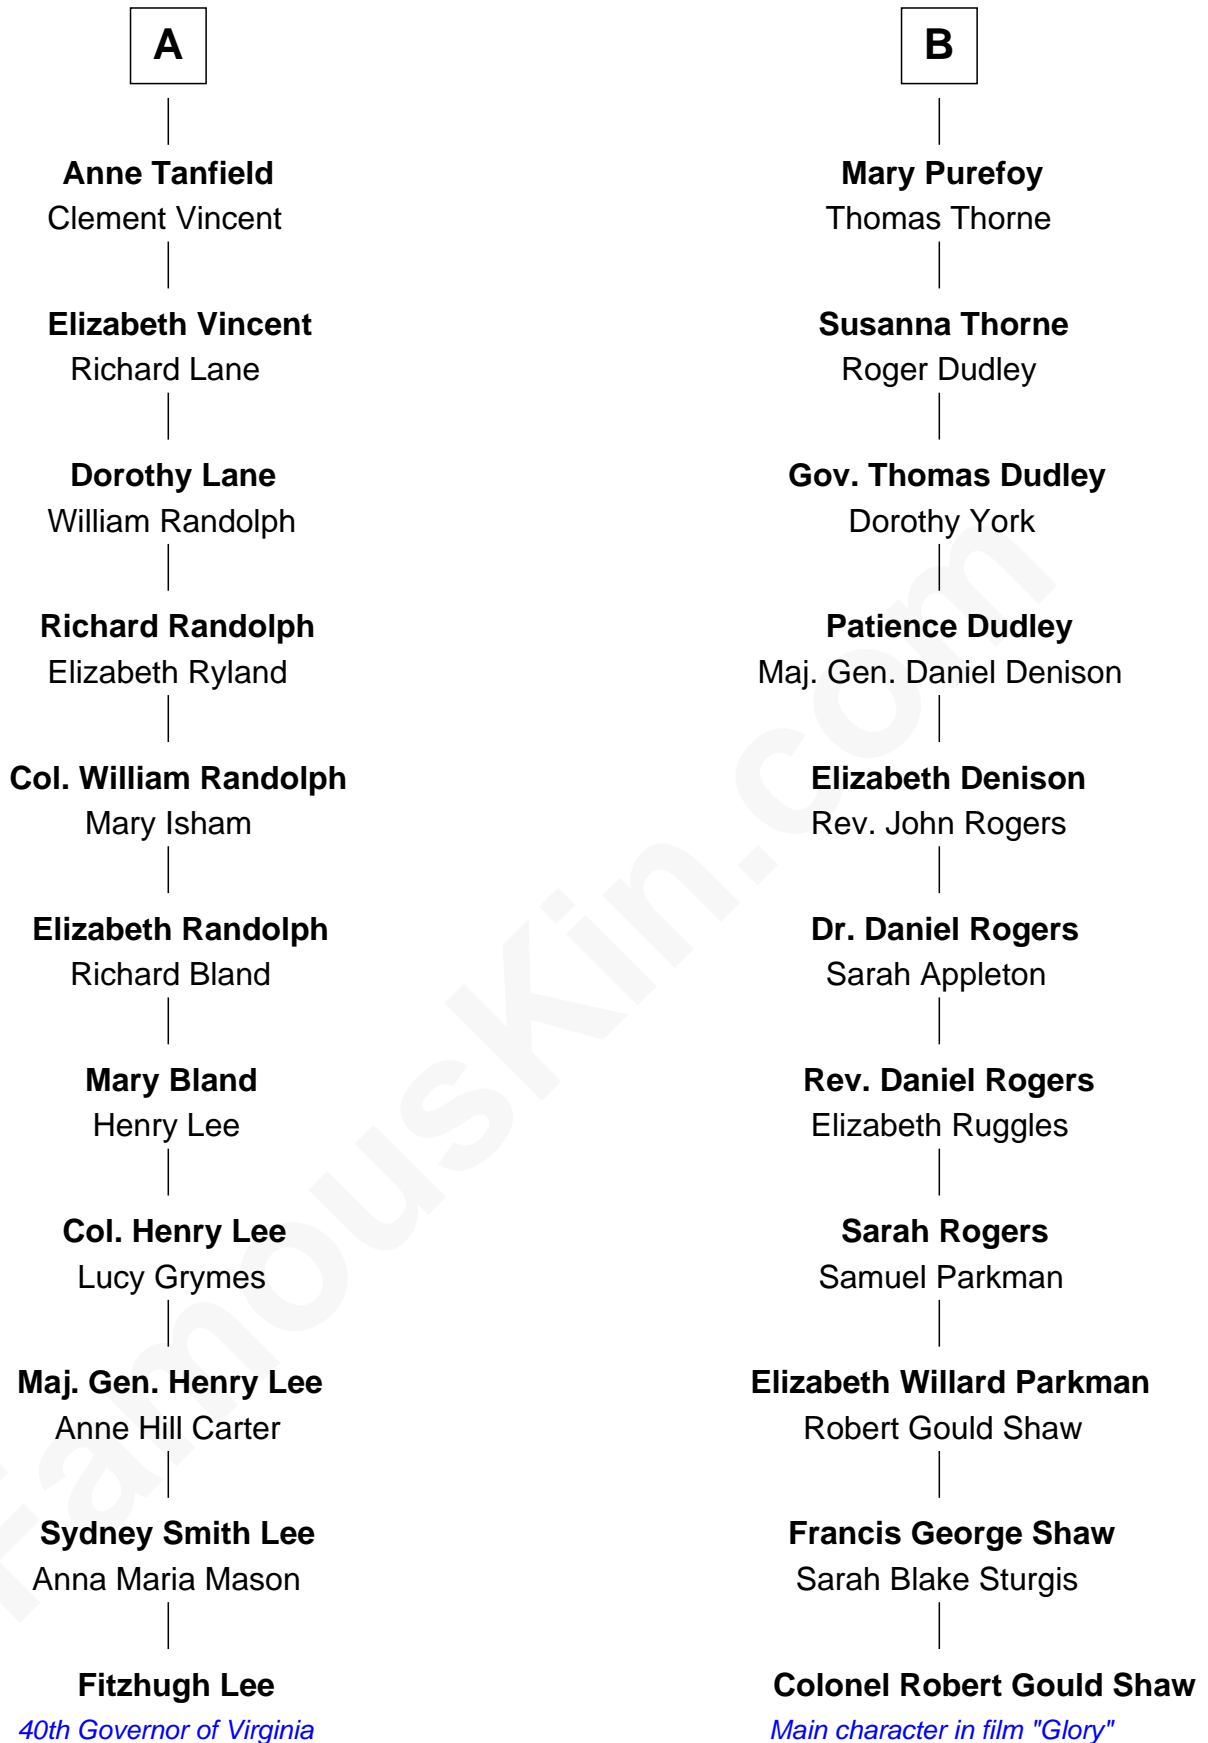 A
Anne Tanfield
Clement Vincent
Elizabeth Vincent
Richard Lane
Dorothy Lane
William Randolph
Richard Randolph
Elizabeth Ryland
Col. William Randolph
Mary Isham
Elizabeth Randolph
Richard Bland
Mary Bland
Henry Lee
Col. Henry Lee
Lucy Grymes
Maj. Gen. Henry Lee
Anne Hill Carter
Sydney Smith Lee
Anna Maria Mason
Fitzhugh Lee
40th Governor of Virginia
B
Mary Purefoy
Thomas Thorne
Susanna Thorne
Roger Dudley
Gov. Thomas Dudley
Dorothy York
Patience Dudley
Maj. Gen. Daniel Denison
Elizabeth Denison
Rev. John Rogers
Dr. Daniel Rogers
Sarah Appleton
Rev. Daniel Rogers
Elizabeth Ruggles
Sarah Rogers
Samuel Parkman
Elizabeth Willard Parkman
Robert Gould Shaw
Francis George Shaw
Sarah Blake Sturgis
Colonel Robert Gould Shaw
Main character in film "Glory"
FamousKin.com